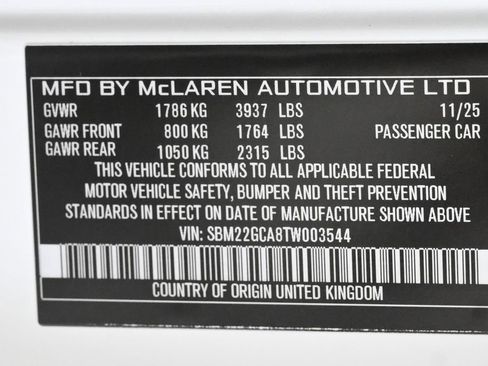 MFD BY McLAREN AUTOMOTIVE LTD
GVWR 1786 KG 3937 LBS 11/25
GAWR FRONT 800 KG 1764 LBS PASSENGER CAR
GAWR REAR 1050 KG 2315 LBS
THIS VEHICLE CONFORMS TO ALL APPLICABLE FEDERAL
MOTOR VEHICLE SAFETY, BUMPER AND THEFT PREVENTION
STANDARDS IN EFFECT ON DATE OF MANUFACTURE SHOWN ABOVE
VIN: SBM22GCA8TW003544
COUNTRY OF ORIGIN UNITED KINGDOM